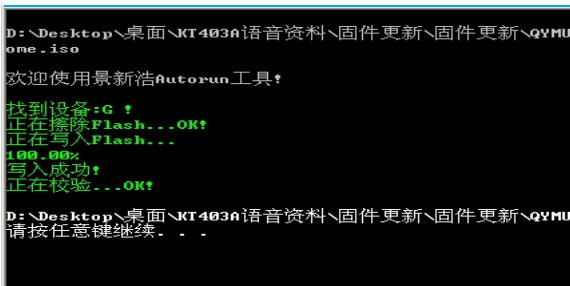 D:\Desktop\桌面\KT403A语音资料\固件更新\固件更新\QYMU
ome.iso
欢迎使用景新浩Autorun工具!
找到设备:G !
正在擦除Flash...OK!
正在写入Flash...
100.00%
写入成功!
正在校验...OK!
D:\Desktop\桌面\KT403A语音资料\固件更新\固件更新\QYMU
请按任意键继续. . .